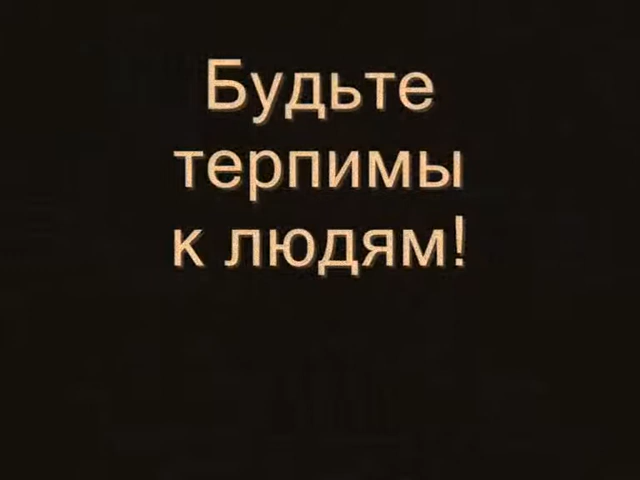 Будьте
терпимы
к людям!